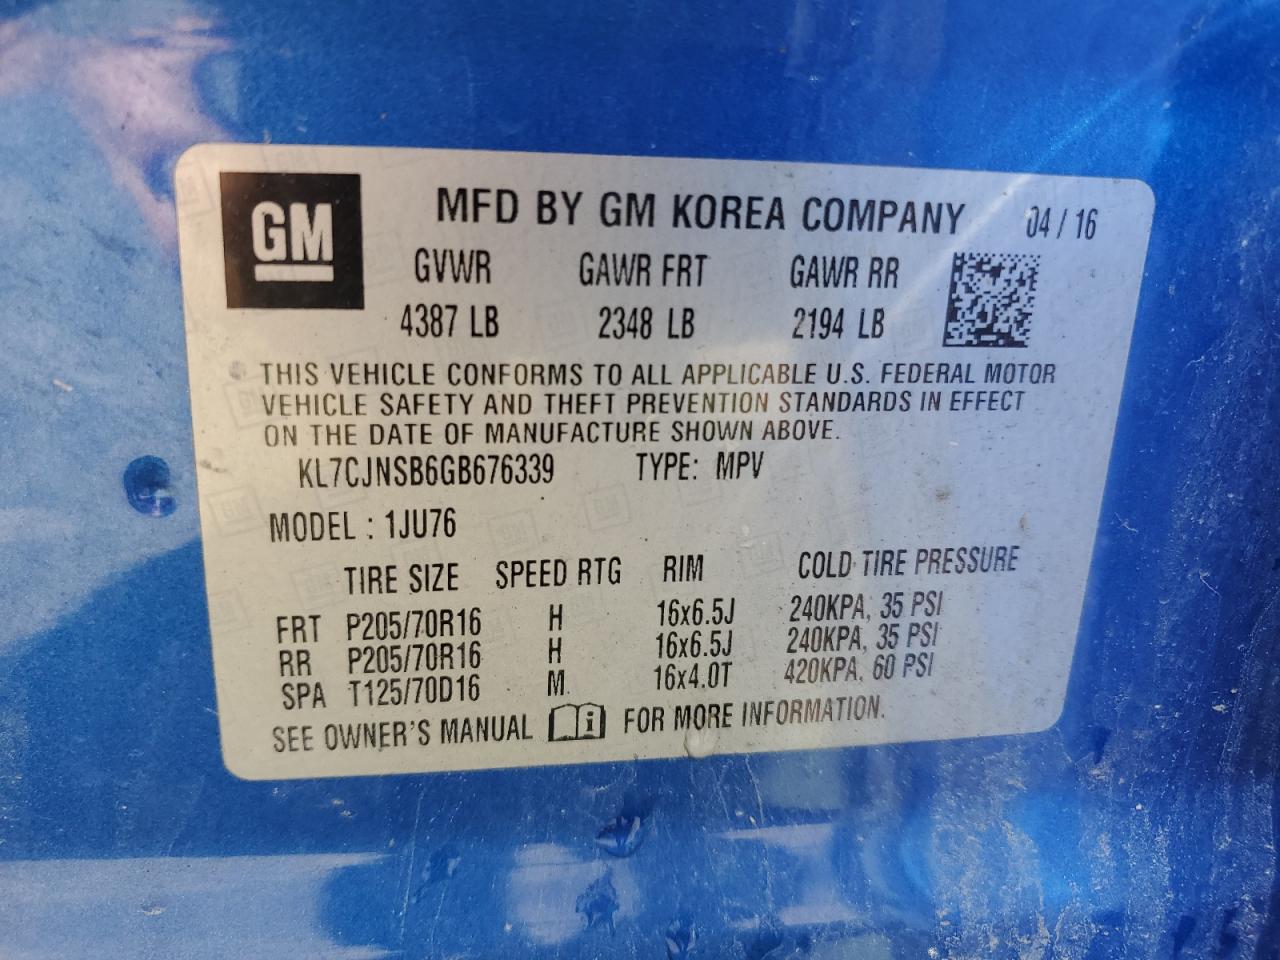 GM
MFD BY GM KOREA COMPANY 04 / 16
GVWR GAWR FRT GAWR RR
4387 LB 2348 LB 2194 LB
THIS VEHICLE CONFORMS TO ALL APPLICABLE U.S. FEDERAL MOTOR
VEHICLE SAFETY AND THEFT PREVENTION STANDARDS IN EFFECT
ON THE DATE OF MANUFACTURE SHOWN ABOVE.
KL7CJNSB6GB676339 TYPE: MPV
MODEL : 1JU76
TIRE SIZE SPEED RTG RIM COLD TIRE PRESSURE
FRT P205/70R16 H 16x6.5J 240KPA, 35 PSI
RR P205/70R16 H 16x6.5J 240KPA, 35 PSI
SPA T125/70D16 M 16x4.0T 420KPA, 60 PSI
SEE OWNER'S MANUAL i FOR MORE INFORMATION.